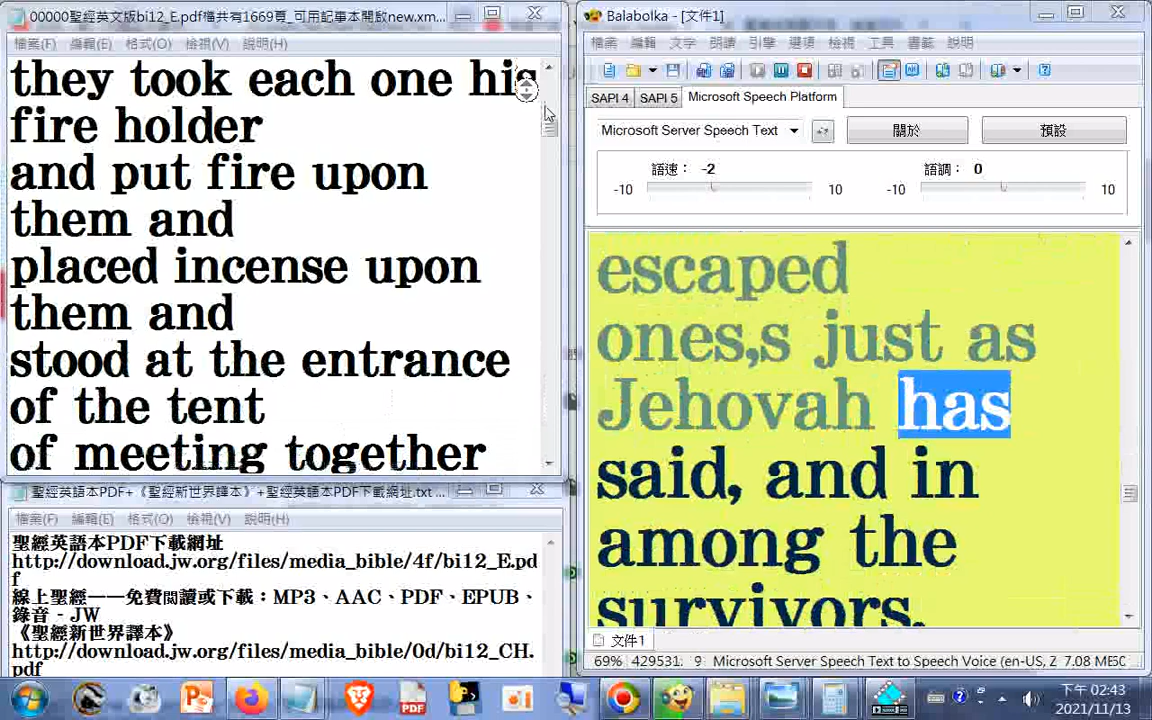 00000聖經英文版bi12_E.pdf檔共有1669頁_可用記事本開啟new.xm...
檔案(F) 編輯(E) 格式(O) 檢視(V) 說明(H)
they took each one his
fire holder
and put fire upon
them and
placed incense upon
them and
stood at the entrance
of the tent
of meeting together
聖經英語本PDF+《聖經新世界譯本》+聖經英語本PDF下載網址.txt ...
檔案(F) 編輯(E) 格式(O) 檢視(V) 說明(H)
聖經英語本PDF下載網址
http://download.jw.org/files/media_bible/4f/bi12_E.pd
f
線上聖經——免費閱讀或下載：MP3、AAC、PDF、EPUB、
錄音 - JW
《聖經新世界譯本》
http://download.jw.org/files/media_bible/0d/bi12_CH.
pdf
Balabolka - [文件1]
檔案 編輯 文字 朗讀 引擎 選項 檢視 工具 書籤 說明
SAPI 4 SAPI 5 Microsoft Speech Platform
Microsoft Server Speech Text 關於 預設
語速： -2 語調： 0
-10 10 -10 10
escaped
ones,s just as
Jehovah has
said, and in
among the
survivors,
文件1
69% 429531. 9 Microsoft Server Speech Text to Speech Voice (en-US, Z 7.08 ME
下午 02:43
2021/11/13